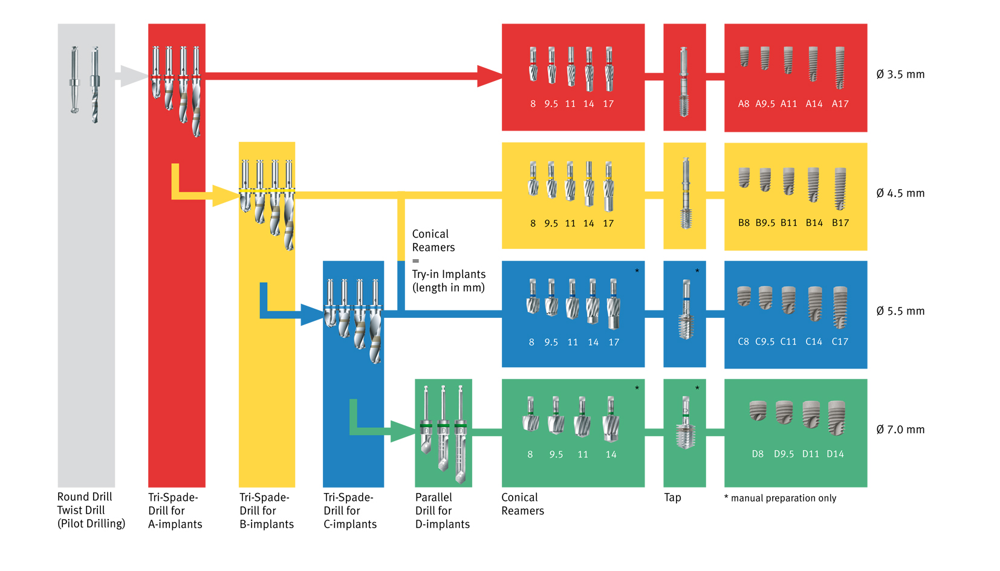 8 9.5 11 14 17
A8 A9.5 A11 A14 A17
Ø 3.5 mm
8 9.5 11 14 17
B8 B9.5 B11 B14 B17
Ø 4.5 mm
Conical
Reamers
=
Try-in Implants
(length in mm)
* *
8 9.5 11 14 17
C8 C9.5 C11 C14 C17
Ø 5.5 mm
* *
D D D
D
8 9.5 11 14
D8 D9.5 D11 D14
Ø 7.0 mm
Round Drill
Twist Drill
(Pilot Drilling)
Tri-Spade-
Drill for
A-implants
Tri-Spade-
Drill for
B-implants
Tri-Spade-
Drill for
C-implants
Parallel
Drill for
D-implants
Conical
Reamers
Tap
* manual preparation only